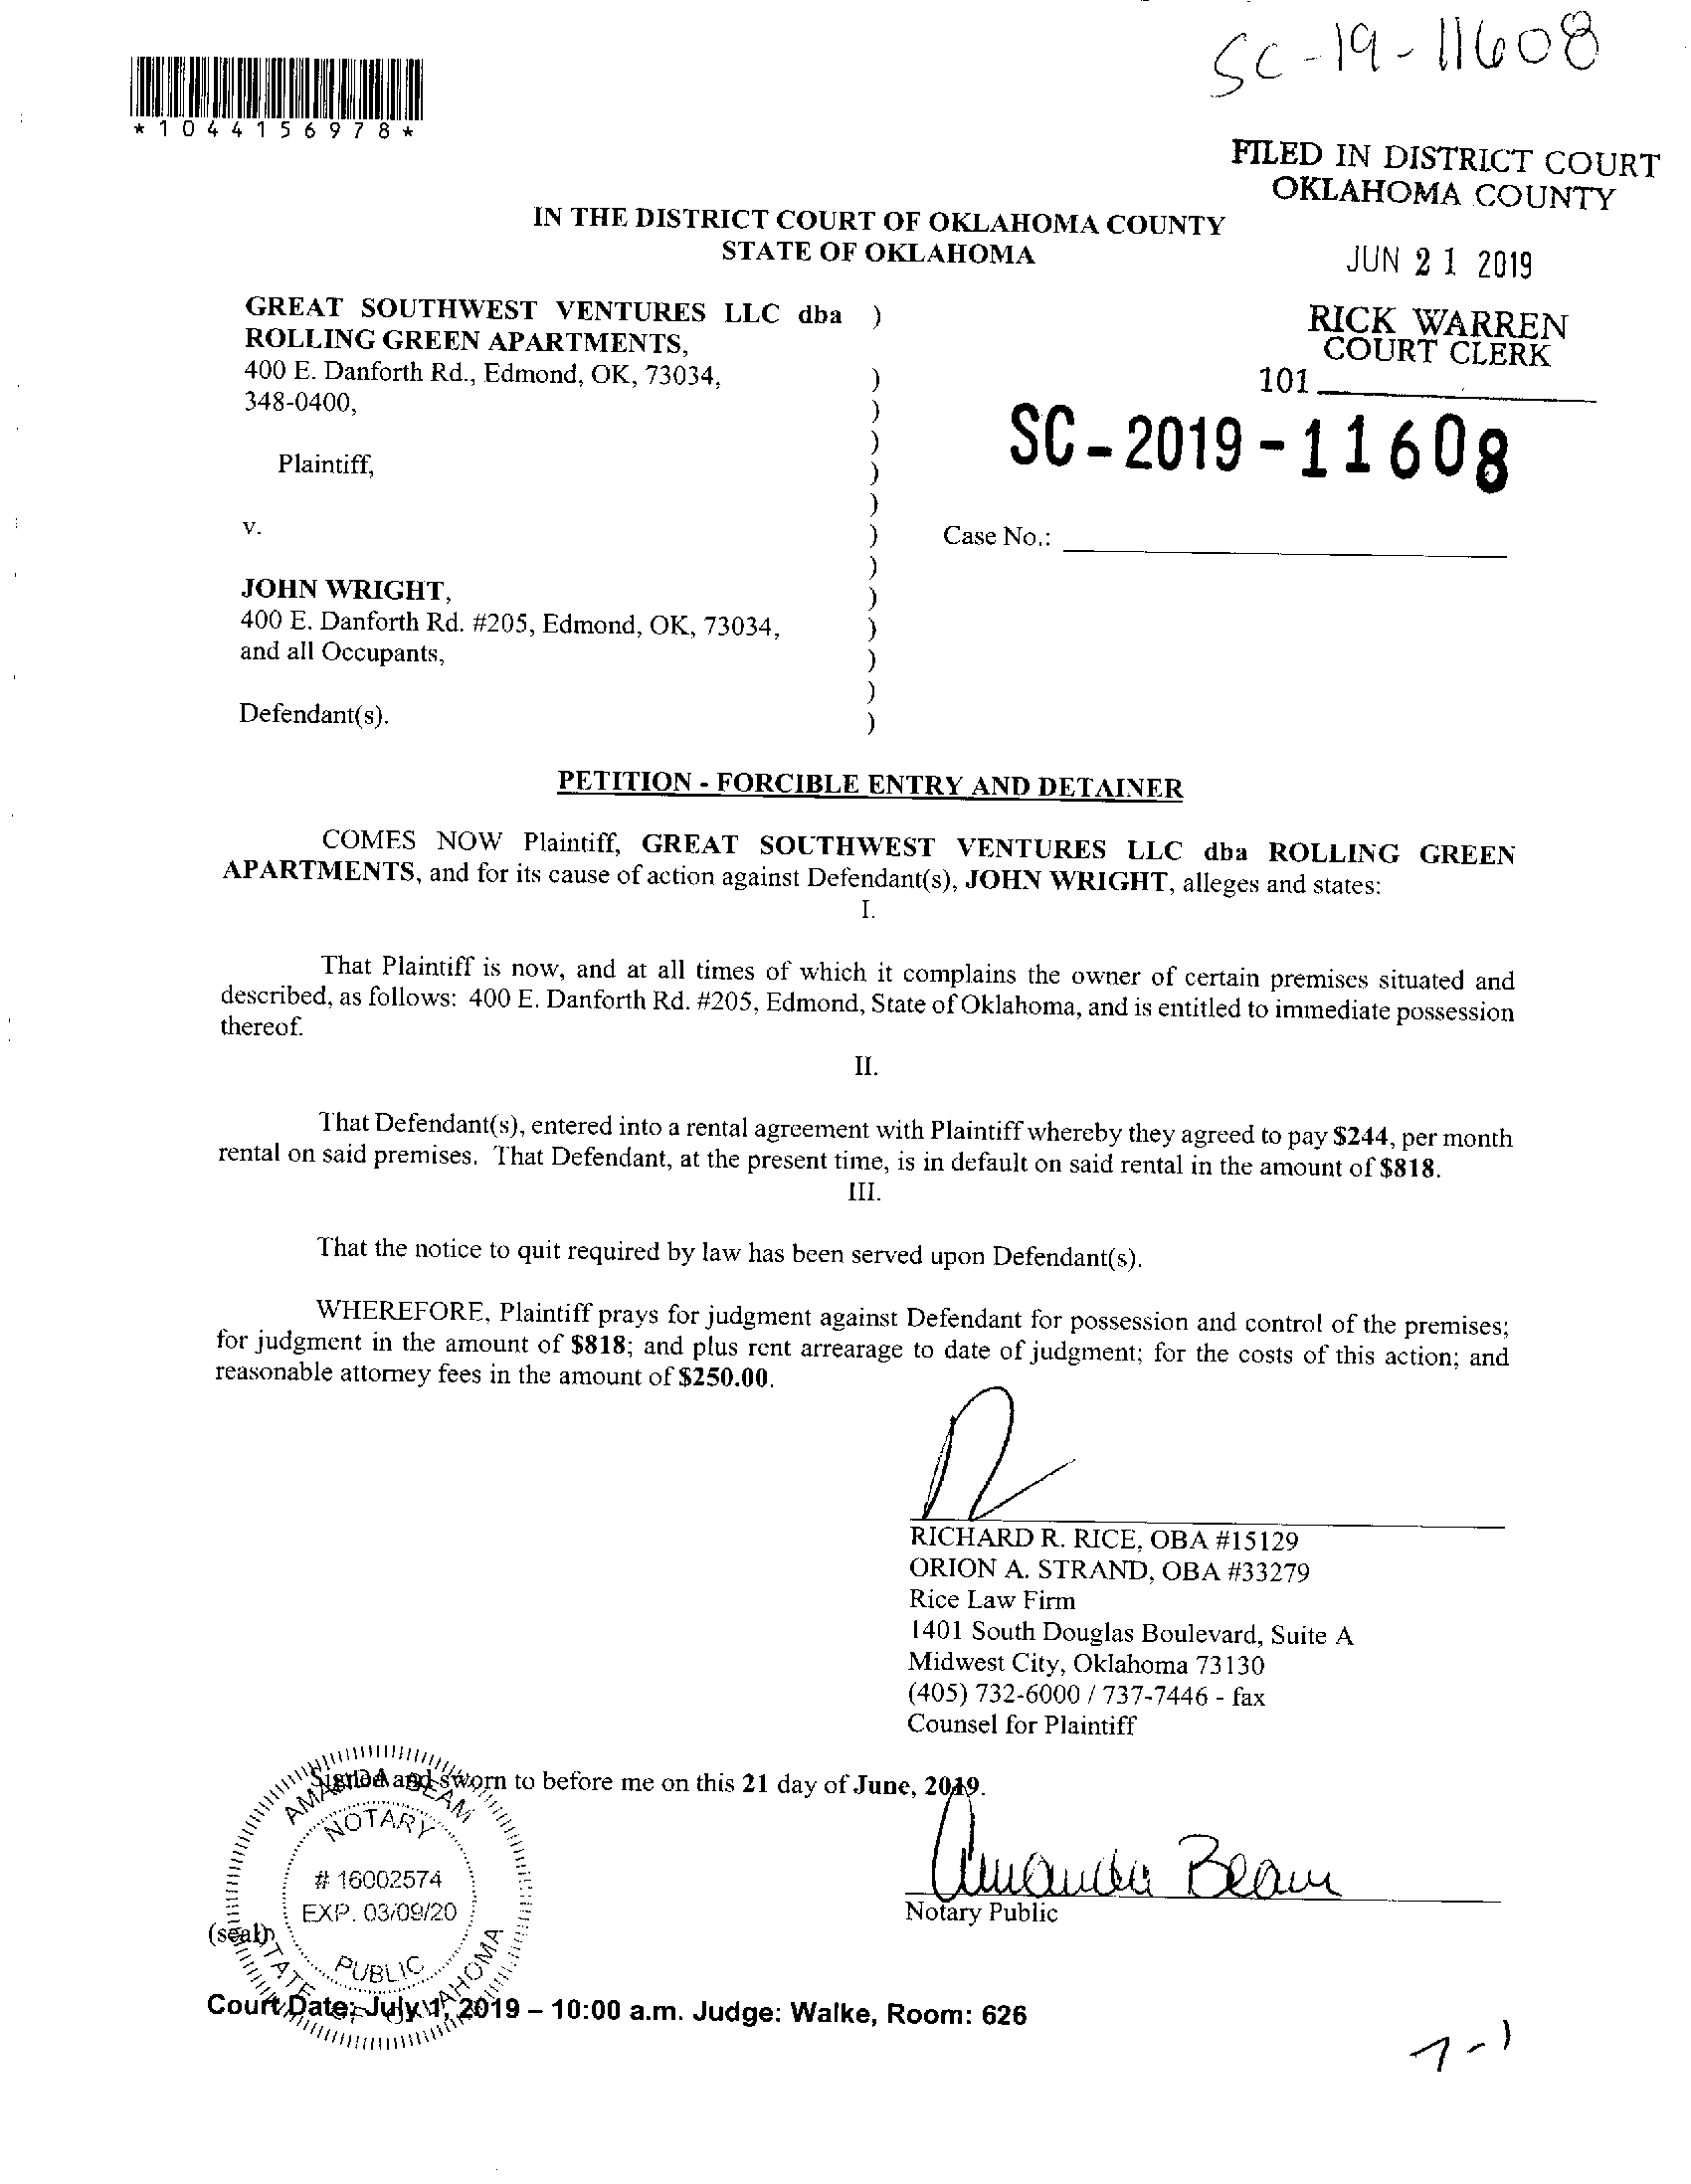 SC-19-11608
*1044156978*
FILED IN DISTRICT COURT
OKLAHOMA COUNTY
IN THE DISTRICT COURT OF OKLAHOMA COUNTY
STATE OF OKLAHOMA
JUN 21 2019
GREAT SOUTHWEST VENTURES LLC dba )
ROLLING GREEN APARTMENTS,
400 E. Danforth Rd., Edmond, OK, 73034, )
348-0400, )
)
Plaintiff, )
)
v. )
)
JOHN WRIGHT, )
400 E. Danforth Rd. #205, Edmond, OK, 73034, )
and all Occupants, )
)
Defendant(s). )
RICK WARREN
COURT CLERK
101
SC-2019-11608
Case No.:
PETITION - FORCIBLE ENTRY AND DETAINER
COMES NOW Plaintiff, GREAT SOUTHWEST VENTURES LLC dba ROLLING GREEN
APARTMENTS, and for its cause of action against Defendant(s), JOHN WRIGHT, alleges and states:
I.
That Plaintiff is now, and at all times of which it complains the owner of certain premises situated and
described, as follows: 400 E. Danforth Rd. #205, Edmond, State of Oklahoma, and is entitled to immediate possession
thereof.
II.
That Defendant(s), entered into a rental agreement with Plaintiff whereby they agreed to pay $244, per month
rental on said premises. That Defendant, at the present time, is in default on said rental in the amount of $818.
III.
That the notice to quit required by law has been served upon Defendant(s).
WHEREFORE, Plaintiff prays for judgment against Defendant for possession and control of the premises;
for judgment in the amount of $818; and plus rent arrearage to date of judgment; for the costs of this action; and
reasonable attorney fees in the amount of $250.00.
RICHARD R. RICE, OBA #15129
ORION A. STRAND, OBA #33279
Rice Law Firm
1401 South Douglas Boulevard, Suite A
Midwest City, Oklahoma 73130
(405) 732-6000 / 737-7446 - fax
Counsel for Plaintiff
Signed and sworn to before me on this 21 day of June, 2019.
AMANDA BEAM
NOTARY
# 16002574
EXP. 03/09/20
PUBLIC
STATE OF OKLAHOMA
(seal)
Amanda Beam
Notary Public
Court Date: July 1, 2019 – 10:00 a.m. Judge: Walke, Room: 626
7-1